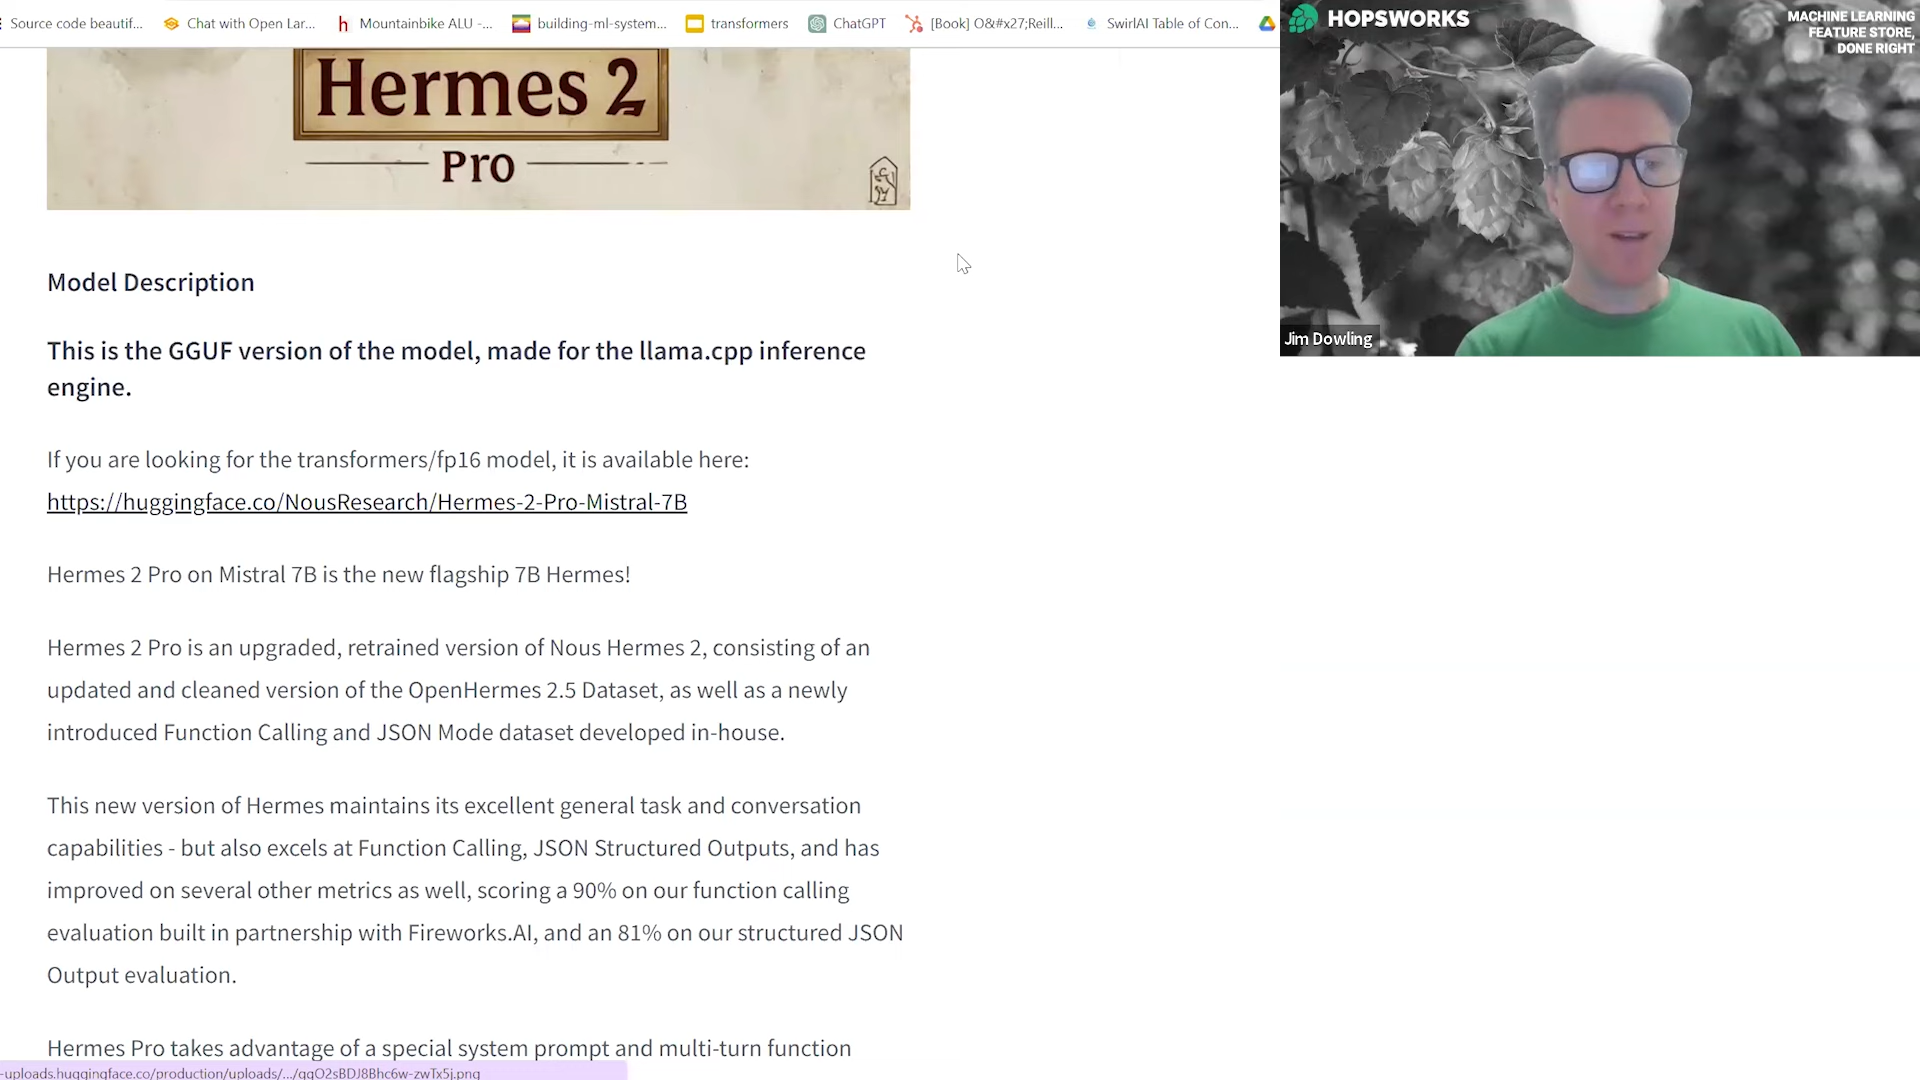 Source code beautif...
Chat with Open Lar...
Mountainbike ALU -...
building-ml-system...
transformers
ChatGPT
[Book] O&#x27;Reill...
SwirlAI Table of Con...
HOPSWORKS
MACHINE LEARNING
FEATURE STORE,
DONE RIGHT
Jim Dowling
Hermes 2
Pro
Model Description
This is the GGUF version of the model, made for the llama.cpp inference
engine.
If you are looking for the transformers/fp16 model, it is available here:
https://huggingface.co/NousResearch/Hermes-2-Pro-Mistral-7B
Hermes 2 Pro on Mistral 7B is the new flagship 7B Hermes!
Hermes 2 Pro is an upgraded, retrained version of Nous Hermes 2, consisting of an
updated and cleaned version of the OpenHermes 2.5 Dataset, as well as a newly
introduced Function Calling and JSON Mode dataset developed in-house.
This new version of Hermes maintains its excellent general task and conversation
capabilities - but also excels at Function Calling, JSON Structured Outputs, and has
improved on several other metrics as well, scoring a 90% on our function calling
evaluation built in partnership with Fireworks.AI, and an 81% on our structured JSON
Output evaluation.
Hermes Pro takes advantage of a special system prompt and multi-turn function
-uploads.huggingface.co/production/uploads/.../qgO2sBDJ8Bhc6w-zwTx5j.png